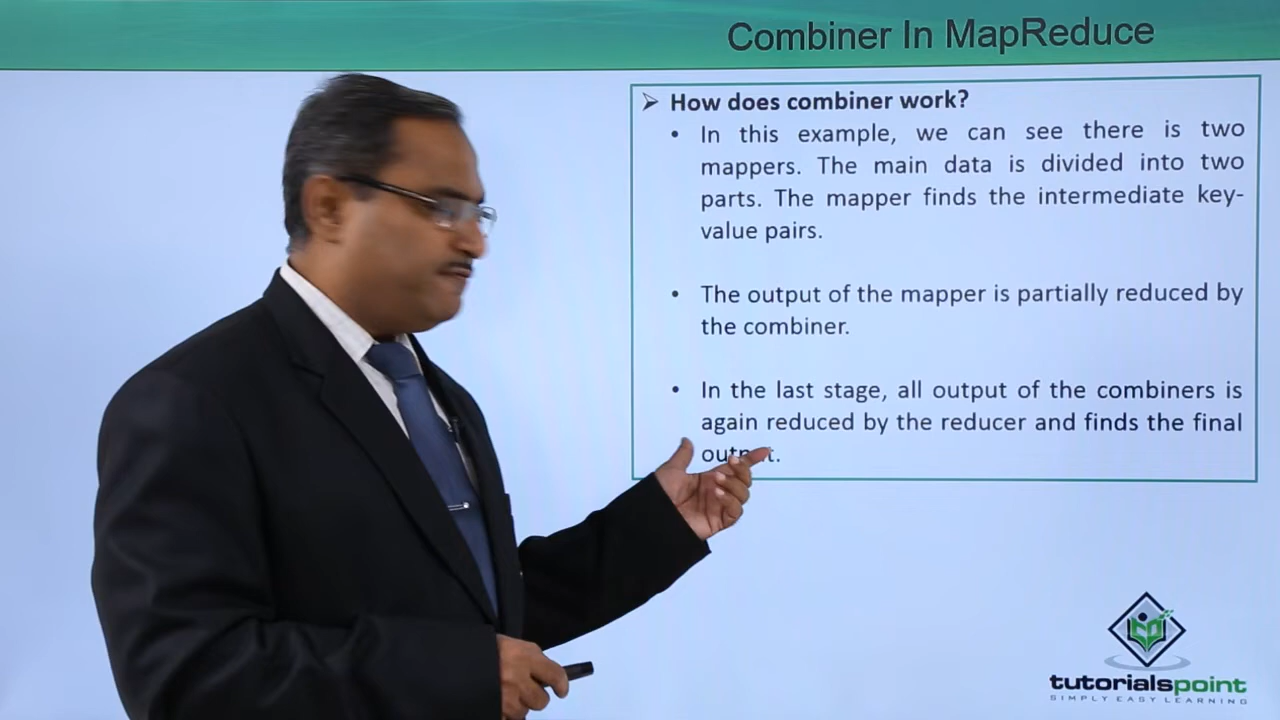 Combiner In MapReduce
How does combiner work?
In this example, we can see there is two
mappers. The main data is divided into two
parts. The mapper finds the intermediate key-
value pairs.
The output of the mapper is partially reduced by
the combiner.
In the last stage, all output of the combiners is
again reduced by the reducer and finds the final
output.
tutorialspoint
SIMPLY EASY LEARNING